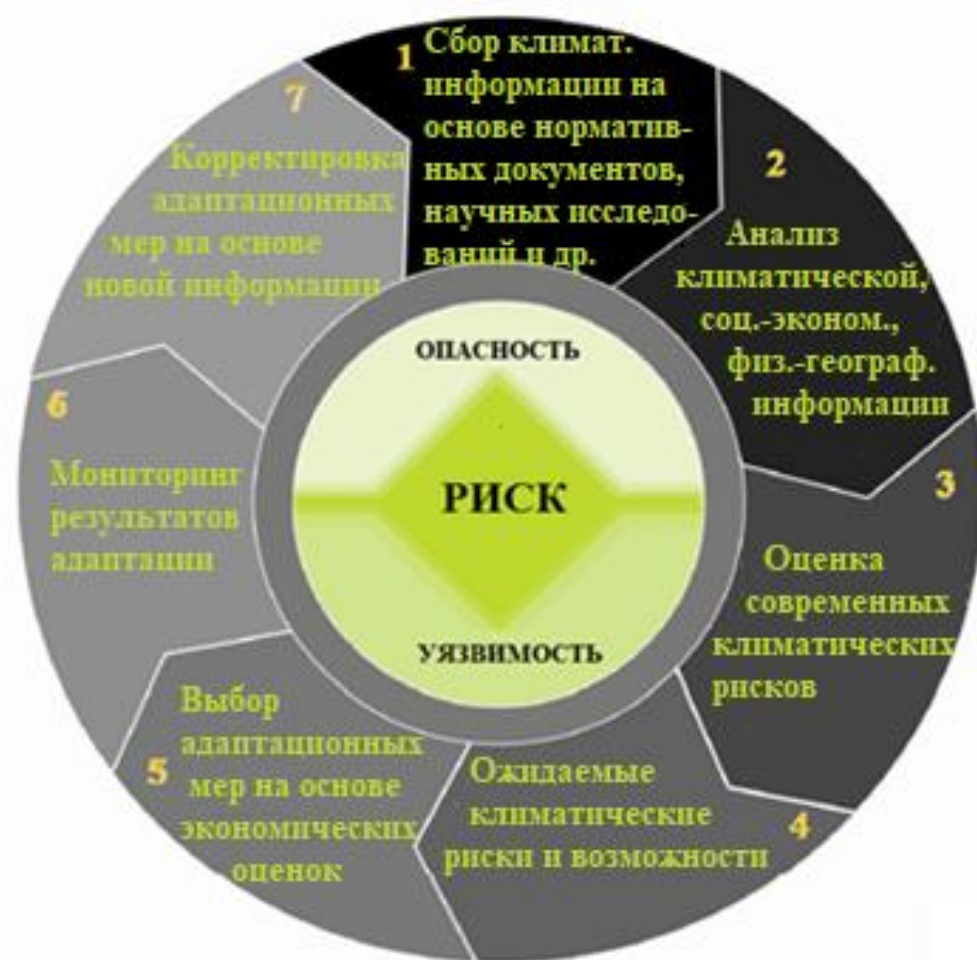 1
Сбор климат.
информации на
основе норматив-
ных документов,
научных исследо-
ваний и др.
2
Анализ
климатической,
соц.-эконом.,
физ.-географ.
информации
3
Оценка
современных
климатических
рисков
4
Ожидаемые
климатические
риски и возможности
5
Выбор
адаптационных
мер на основе
экономических
оценок
6
Мониторинг
результатов
адаптации
7
Корректировка
адаптационных
мер на основе
новой информации
ОПАСНОСТЬ
РИСК
УЯЗВИМОСТЬ